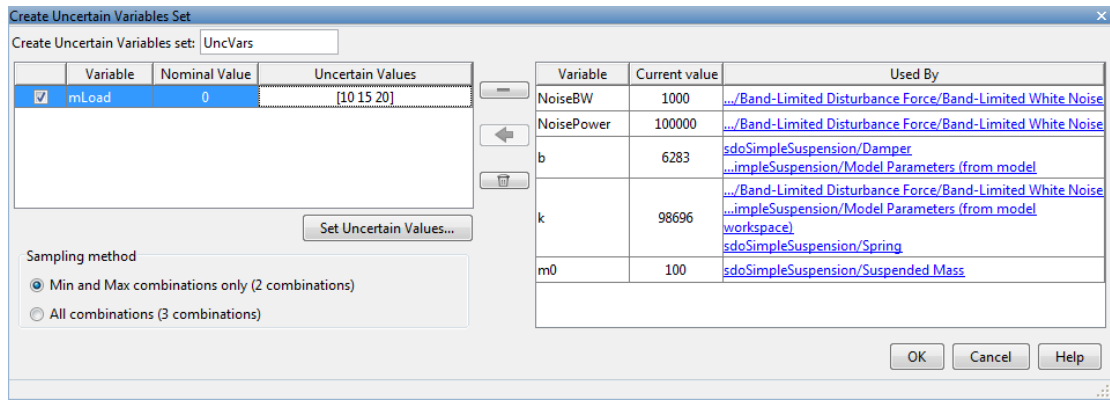 Create Uncertain Variables Set
Create Uncertain Variables set: UncVars
Variable Nominal Value Uncertain Values
mLoad 0 [10 15 20]
Set Uncertain Values...
Sampling method
Min and Max combinations only (2 combinations)
All combinations (3 combinations)
Variable Current value Used By
NoiseBW 1000 .../Band-Limited Disturbance Force/Band-Limited White Noise
NoisePower 100000 .../Band-Limited Disturbance Force/Band-Limited White Noise
b 6283 sdoSimpleSuspension/Damper
...impleSuspension/Model Parameters (from model
k 98696 .../Band-Limited Disturbance Force/Band-Limited White Noise
...impleSuspension/Model Parameters (from model
workspace)
sdoSimpleSuspension/Spring
m0 100 sdoSimpleSuspension/Suspended Mass
OK Cancel Help